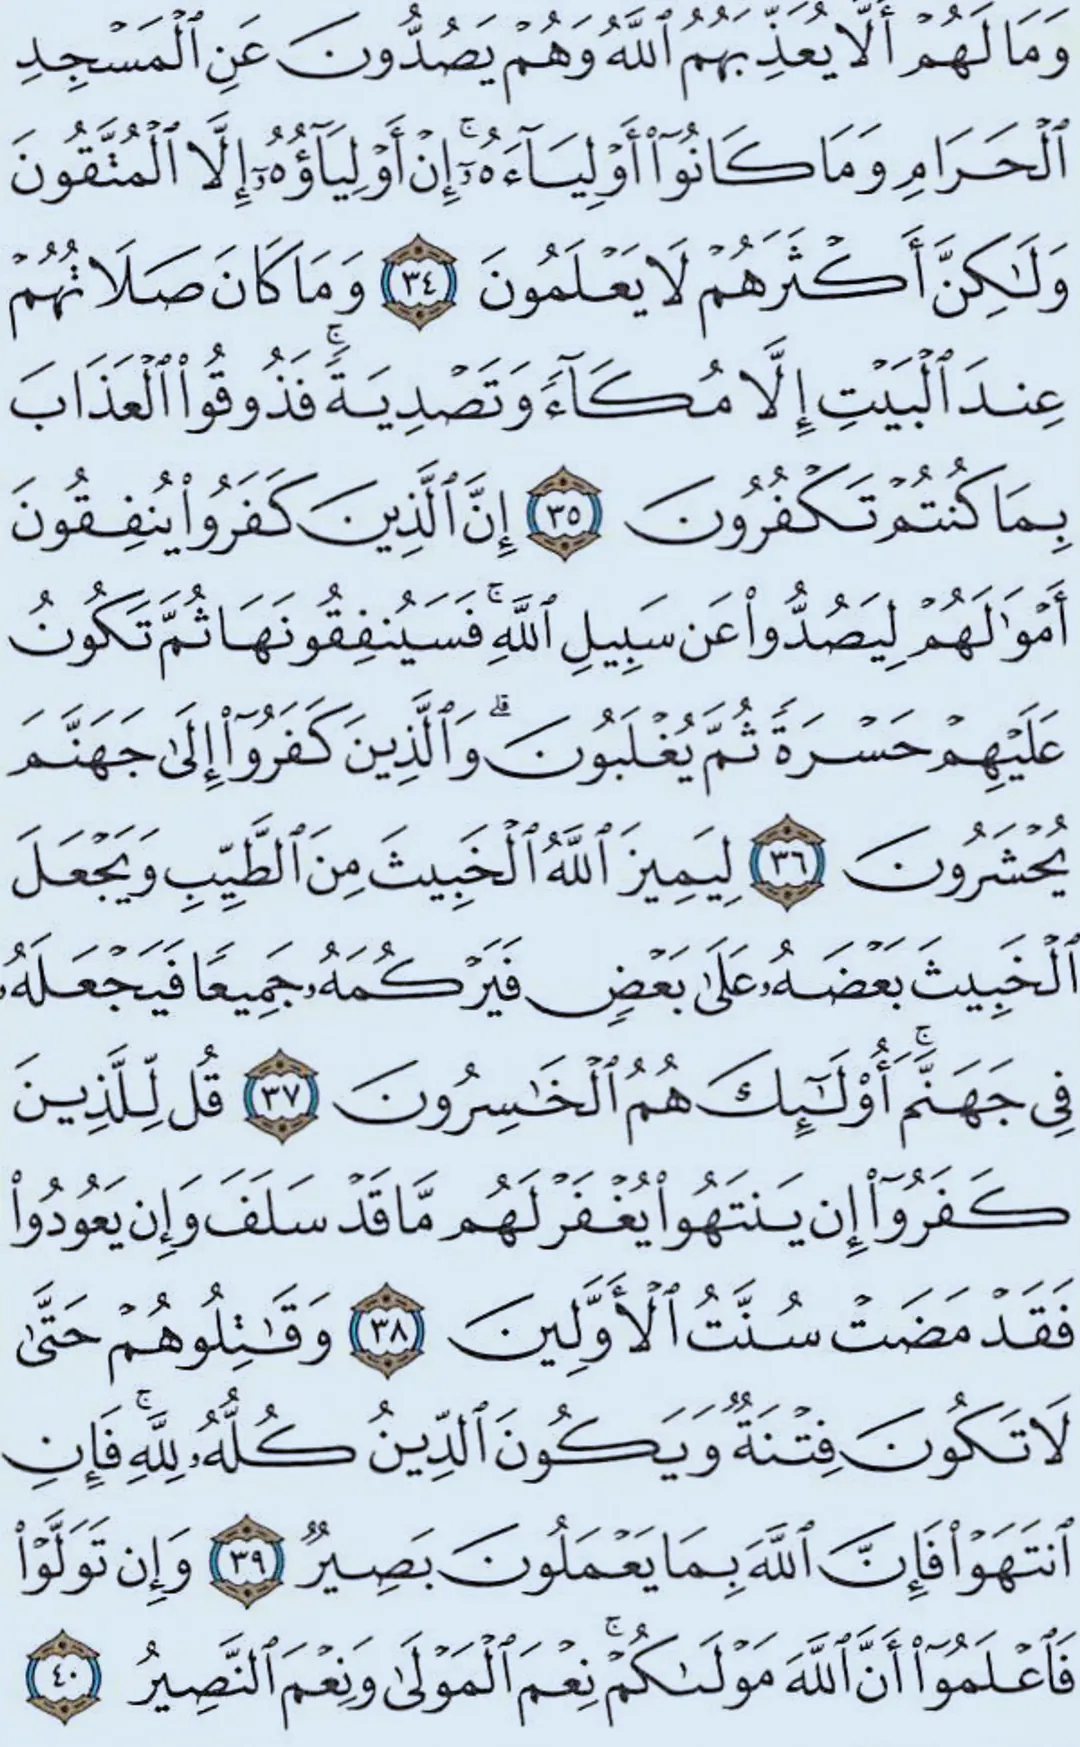 وَمَا لَهُمْ أَلَّا يُعَذِّبَهُمُ ٱللَّهُ وَهُمْ يَصُدُّونَ عَنِ ٱلْمَسْجِدِ
ٱلْحَرَامِ وَمَا كَانُوٓا۟ أَوْلِيَآءَهُۥٓ ۚ إِنْ أَوْلِيَآؤُهُۥٓ إِلَّا ٱلْمُتَّقُونَ
وَلَٰكِنَّ أَكْثَرَهُمْ لَا يَعْلَمُونَ ٣٤ وَمَا كَانَ صَلَاتُهُمْ
عِندَ ٱلْبَيْتِ إِلَّا مُكَآءً وَتَصْدِيَةً ۚ فَذُوقُوا۟ ٱلْعَذَابَ
بِمَا كُنتُمْ تَكْفُرُونَ ٣٥ إِنَّ ٱلَّذِينَ كَفَرُوا۟ يُنفِقُونَ
أَمْوَٰلَهُمْ لِيَصُدُّوا۟ عَن سَبِيلِ ٱللَّهِ ۚ فَسَيُنفِقُونَهَا ثُمَّ تَكُونُ
عَلَيْهِمْ حَسْرَةً ثُمَّ يُغْلَبُونَ ۗ وَٱلَّذِينَ كَفَرُوٓا۟ إِلَىٰ جَهَنَّمَ
يُحْشَرُونَ ٣٦ لِيَمِيزَ ٱللَّهُ ٱلْخَبِيثَ مِنَ ٱلطَّيِّبِ وَيَجْعَلَ
ٱلْخَبِيثَ بَعْضَهُۥ عَلَىٰ بَعْضٍ فَيَرْكُمَهُۥ جَمِيعًا فَيَجْعَلَهُۥ
فِى جَهَنَّمَ ۚ أُو۟لَٰٓئِكَ هُمُ ٱلْخَٰسِرُونَ ٣٧ قُل لِّلَّذِينَ
كَفَرُوٓا۟ إِن يَنتَهُوا۟ يُغْفَرْ لَهُم مَّا قَدْ سَلَفَ وَإِن يَعُودُوا۟
فَقَدْ مَضَتْ سُنَّتُ ٱلْأَوَّلِينَ ٣٨ وَقَٰتِلُوهُمْ حَتَّىٰ
لَا تَكُونَ فِتْنَةٌ وَيَكُونَ ٱلدِّينُ كُلُّهُۥ لِلَّهِ ۚ فَإِنِ
ٱنتَهَوْا۟ فَإِنَّ ٱللَّهَ بِمَا يَعْمَلُونَ بَصِيرٌ ٣٩ وَإِن تَوَلَّوْا۟
فَٱعْلَمُوٓا۟ أَنَّ ٱللَّهَ مَوْلَىٰكُمْ ۚ نِعْمَ ٱلْمَوْلَىٰ وَنِعْمَ ٱلنَّصِيرُ ٤٠